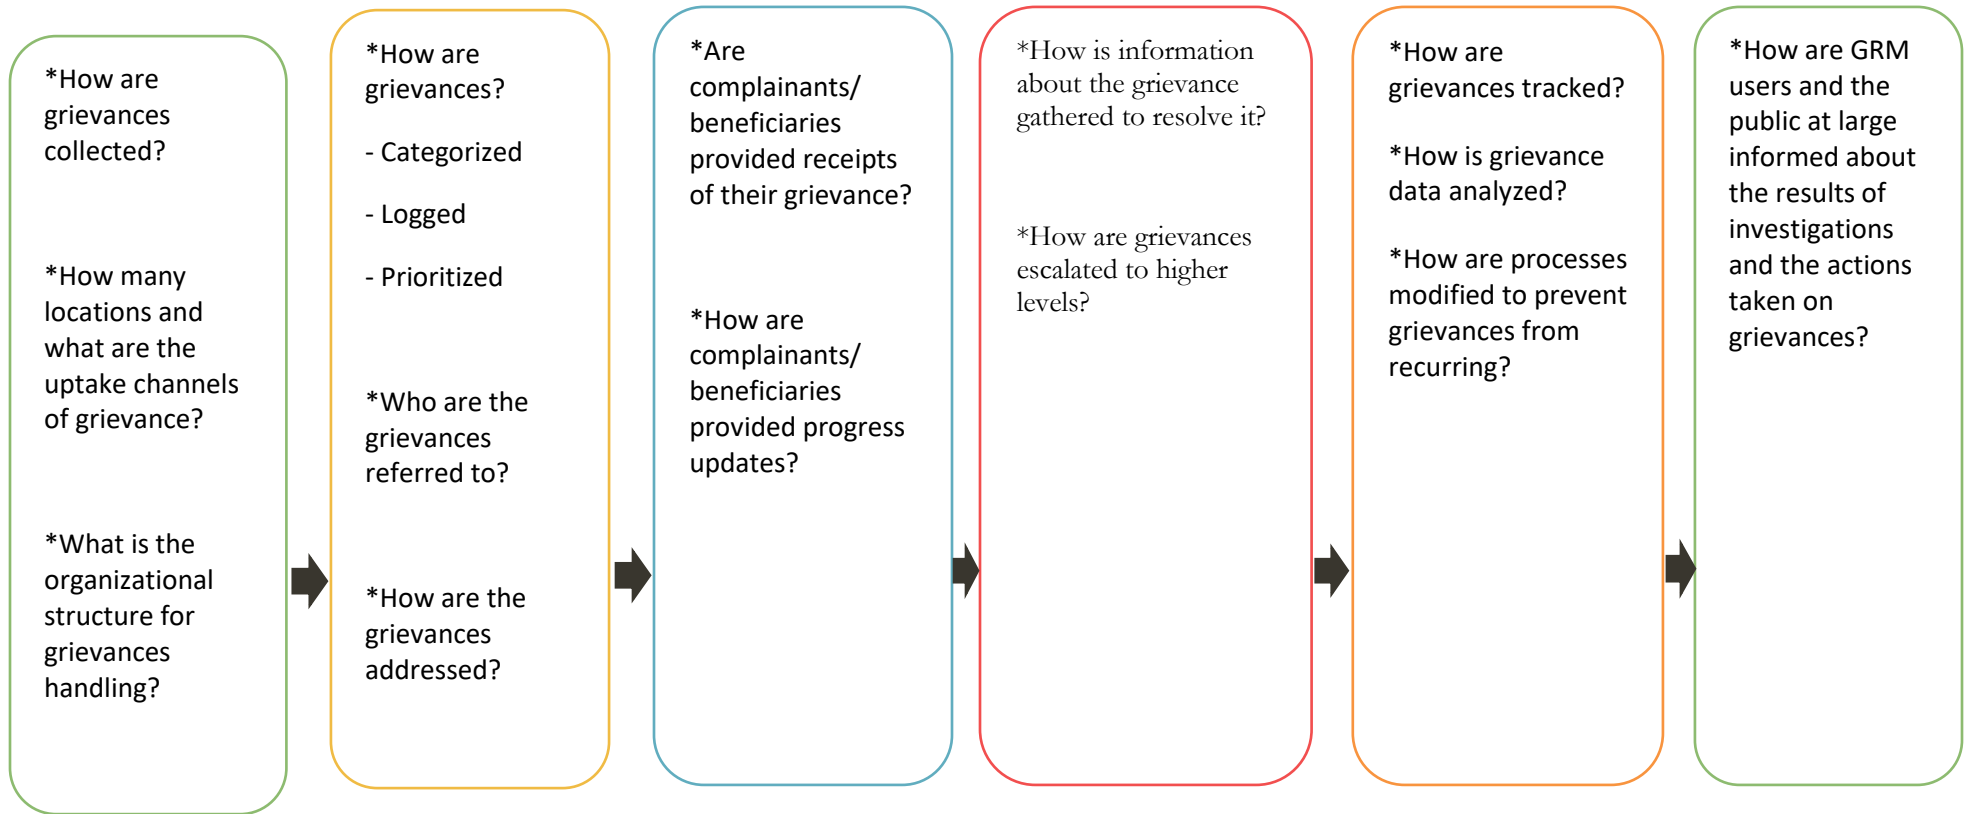 *How are
grievances
collected?
*How many
locations and
what are the
uptake channels
of grievance?
*What is the
organizational
structure for
grievances
handling?
*How are
grievances?
- Categorized
- Logged
- Prioritized
*Who are the
grievances
referred to?
*How are the
grievances
addressed?
*Are
complainants/
beneficiaries
provided receipts
of their grievance?
*How are
complainants/
beneficiaries
provided progress
updates?
*How is information
about the grievance
gathered to resolve it?
*How are grievances
escalated to higher
levels?
*How are
grievances tracked?
*How is grievance
data analyzed?
*How are processes
modified to prevent
grievances from
recurring?
*How are GRM
users and the
public at large
informed about
the results of
investigations
and the actions
taken on
grievances?